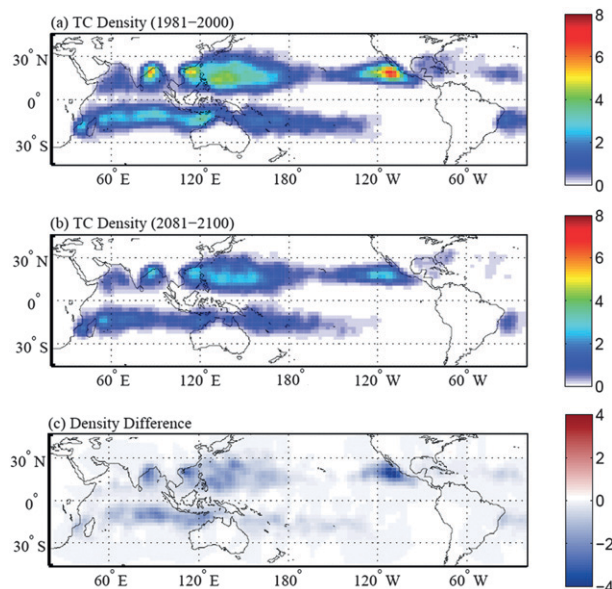 (a) TC Density (1981−2000)
30° N
0°
30° S
60° E
120° E
180°
120° W
60° W
8
6
4
2
0
(b) TC Density (2081−2100)
30° N
0°
30° S
60° E
120° E
180°
120° W
60° W
8
6
4
2
0
(c) Density Difference
30° N
0°
30° S
60° E
120° E
180°
120° W
60° W
4
2
0
−2
−4